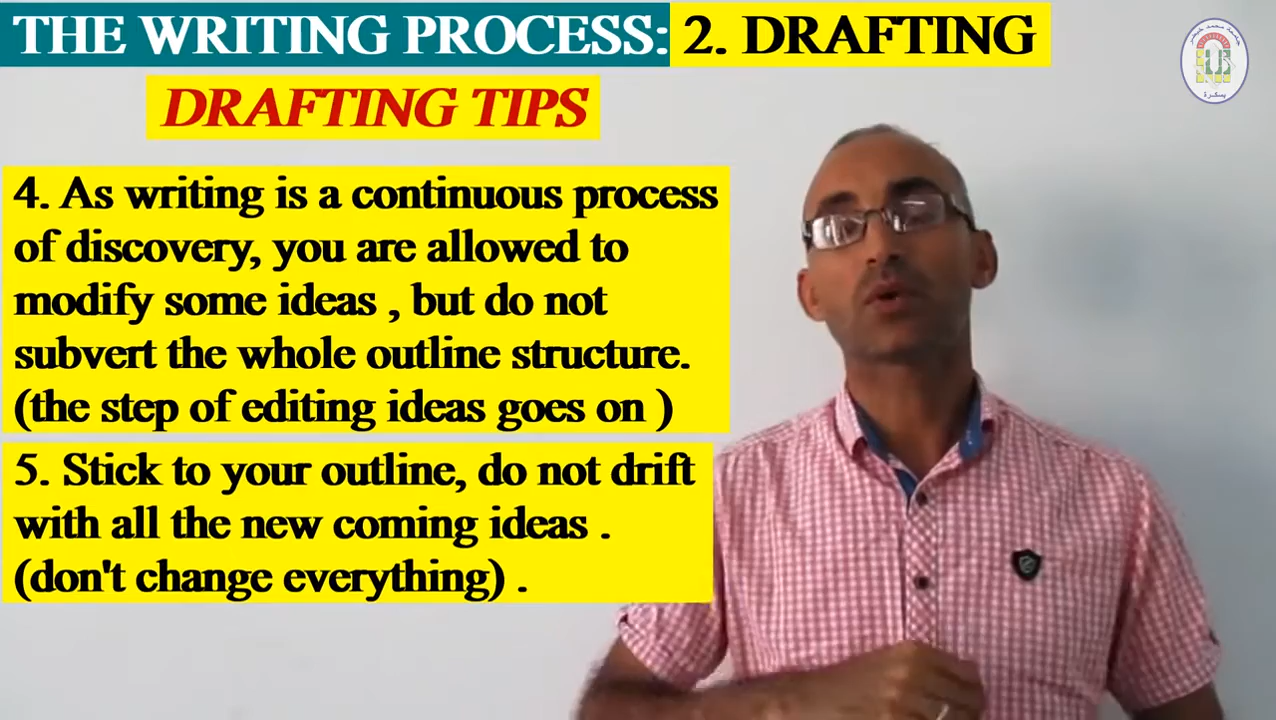 THE WRITING PROCESS: 2. DRAFTING
DRAFTING TIPS
4. As writing is a continuous process
of discovery, you are allowed to
modify some ideas , but do not
subvert the whole outline structure.
(the step of editing ideas goes on )
5. Stick to your outline, do not drift
with all the new coming ideas .
(don't change everything) .
بسكرة